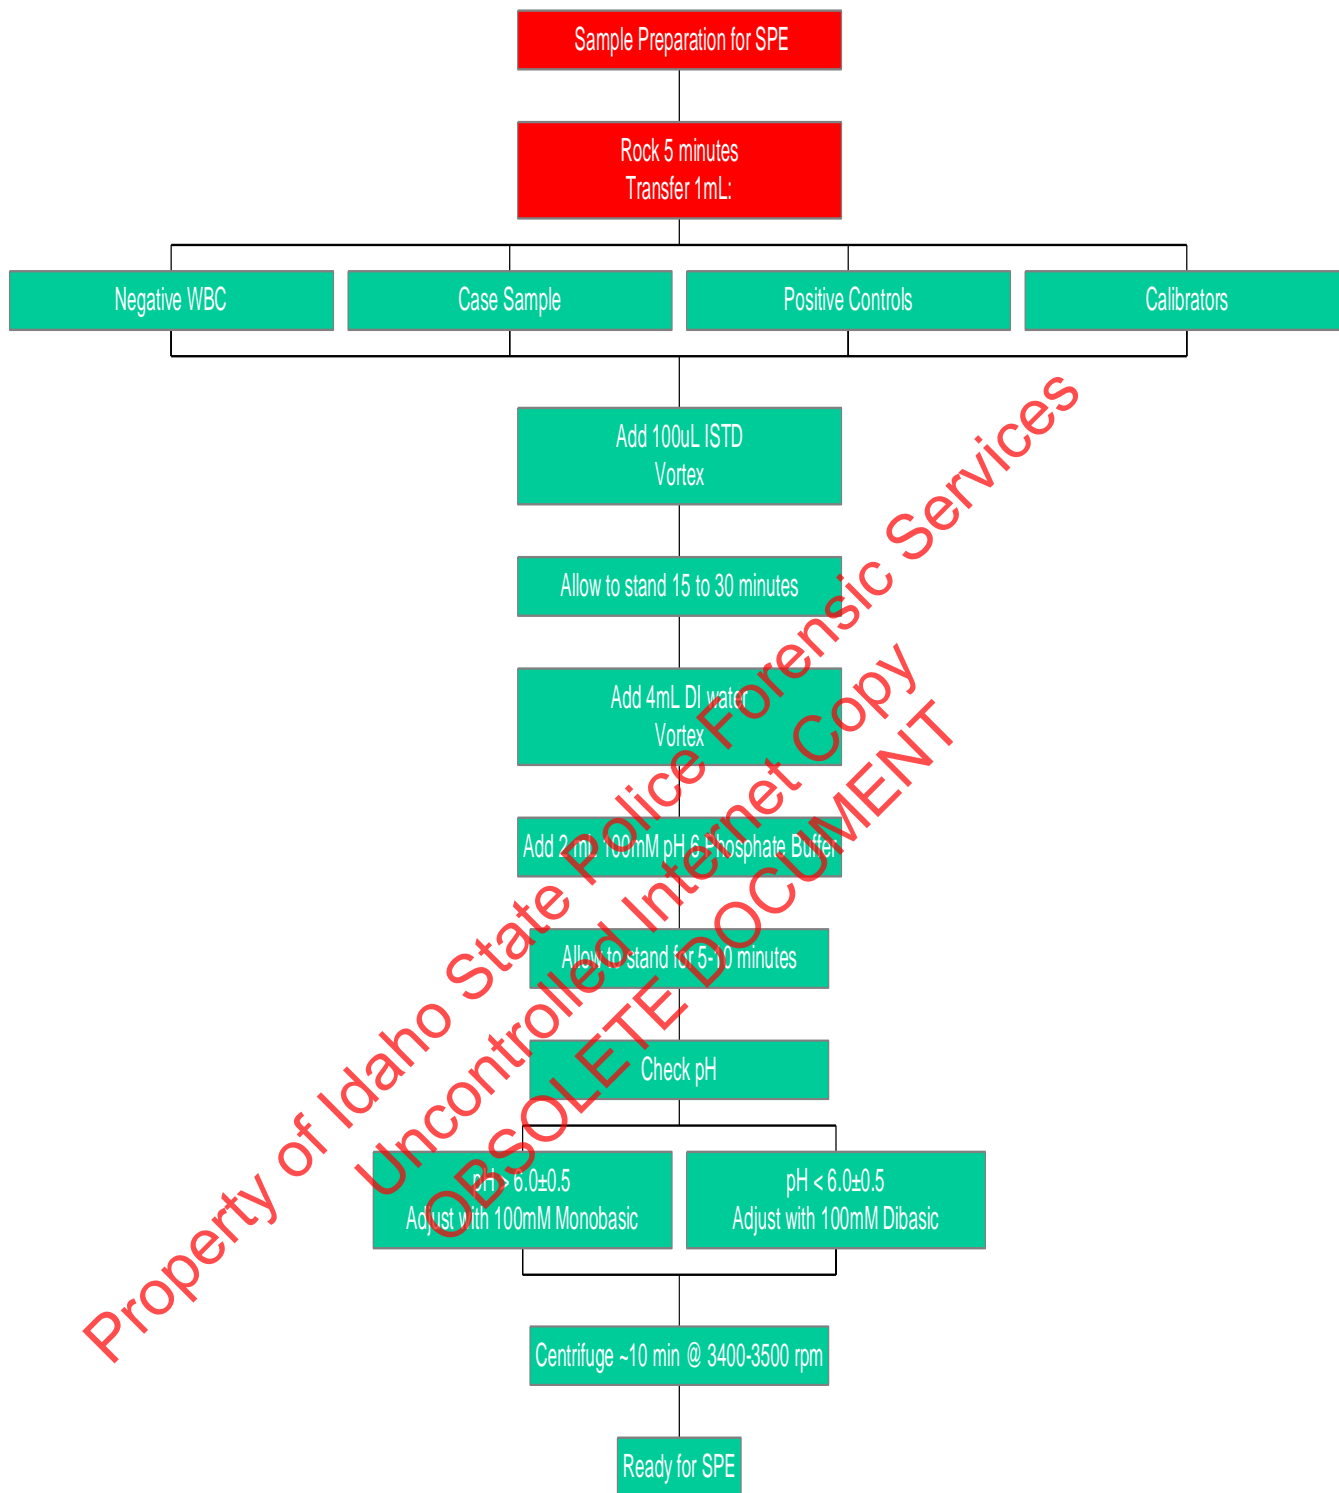 Sample Preparation for SPE
Rock 5 minutes
Transfer 1mL:
Negative WBC
Case Sample
Positive Controls
Calibrators
Add 100uL ISTD
Vortex
Allow to stand 15 to 30 minutes
Add 4mL DI water
Vortex
Add 2 mL 100mM pH 6 Phosphate Buffer
Allow to stand for 5-10 minutes
Check pH
pH > 6.0±0.5
Adjust with 100mM Monobasic
pH < 6.0±0.5
Adjust with 100mM Dibasic
Centrifuge ~10 min @ 3400-3500 rpm
Ready for SPE
Property of Idaho State Police Forensic Services
Uncontrolled Internet Copy
OBSOLETE DOCUMENT